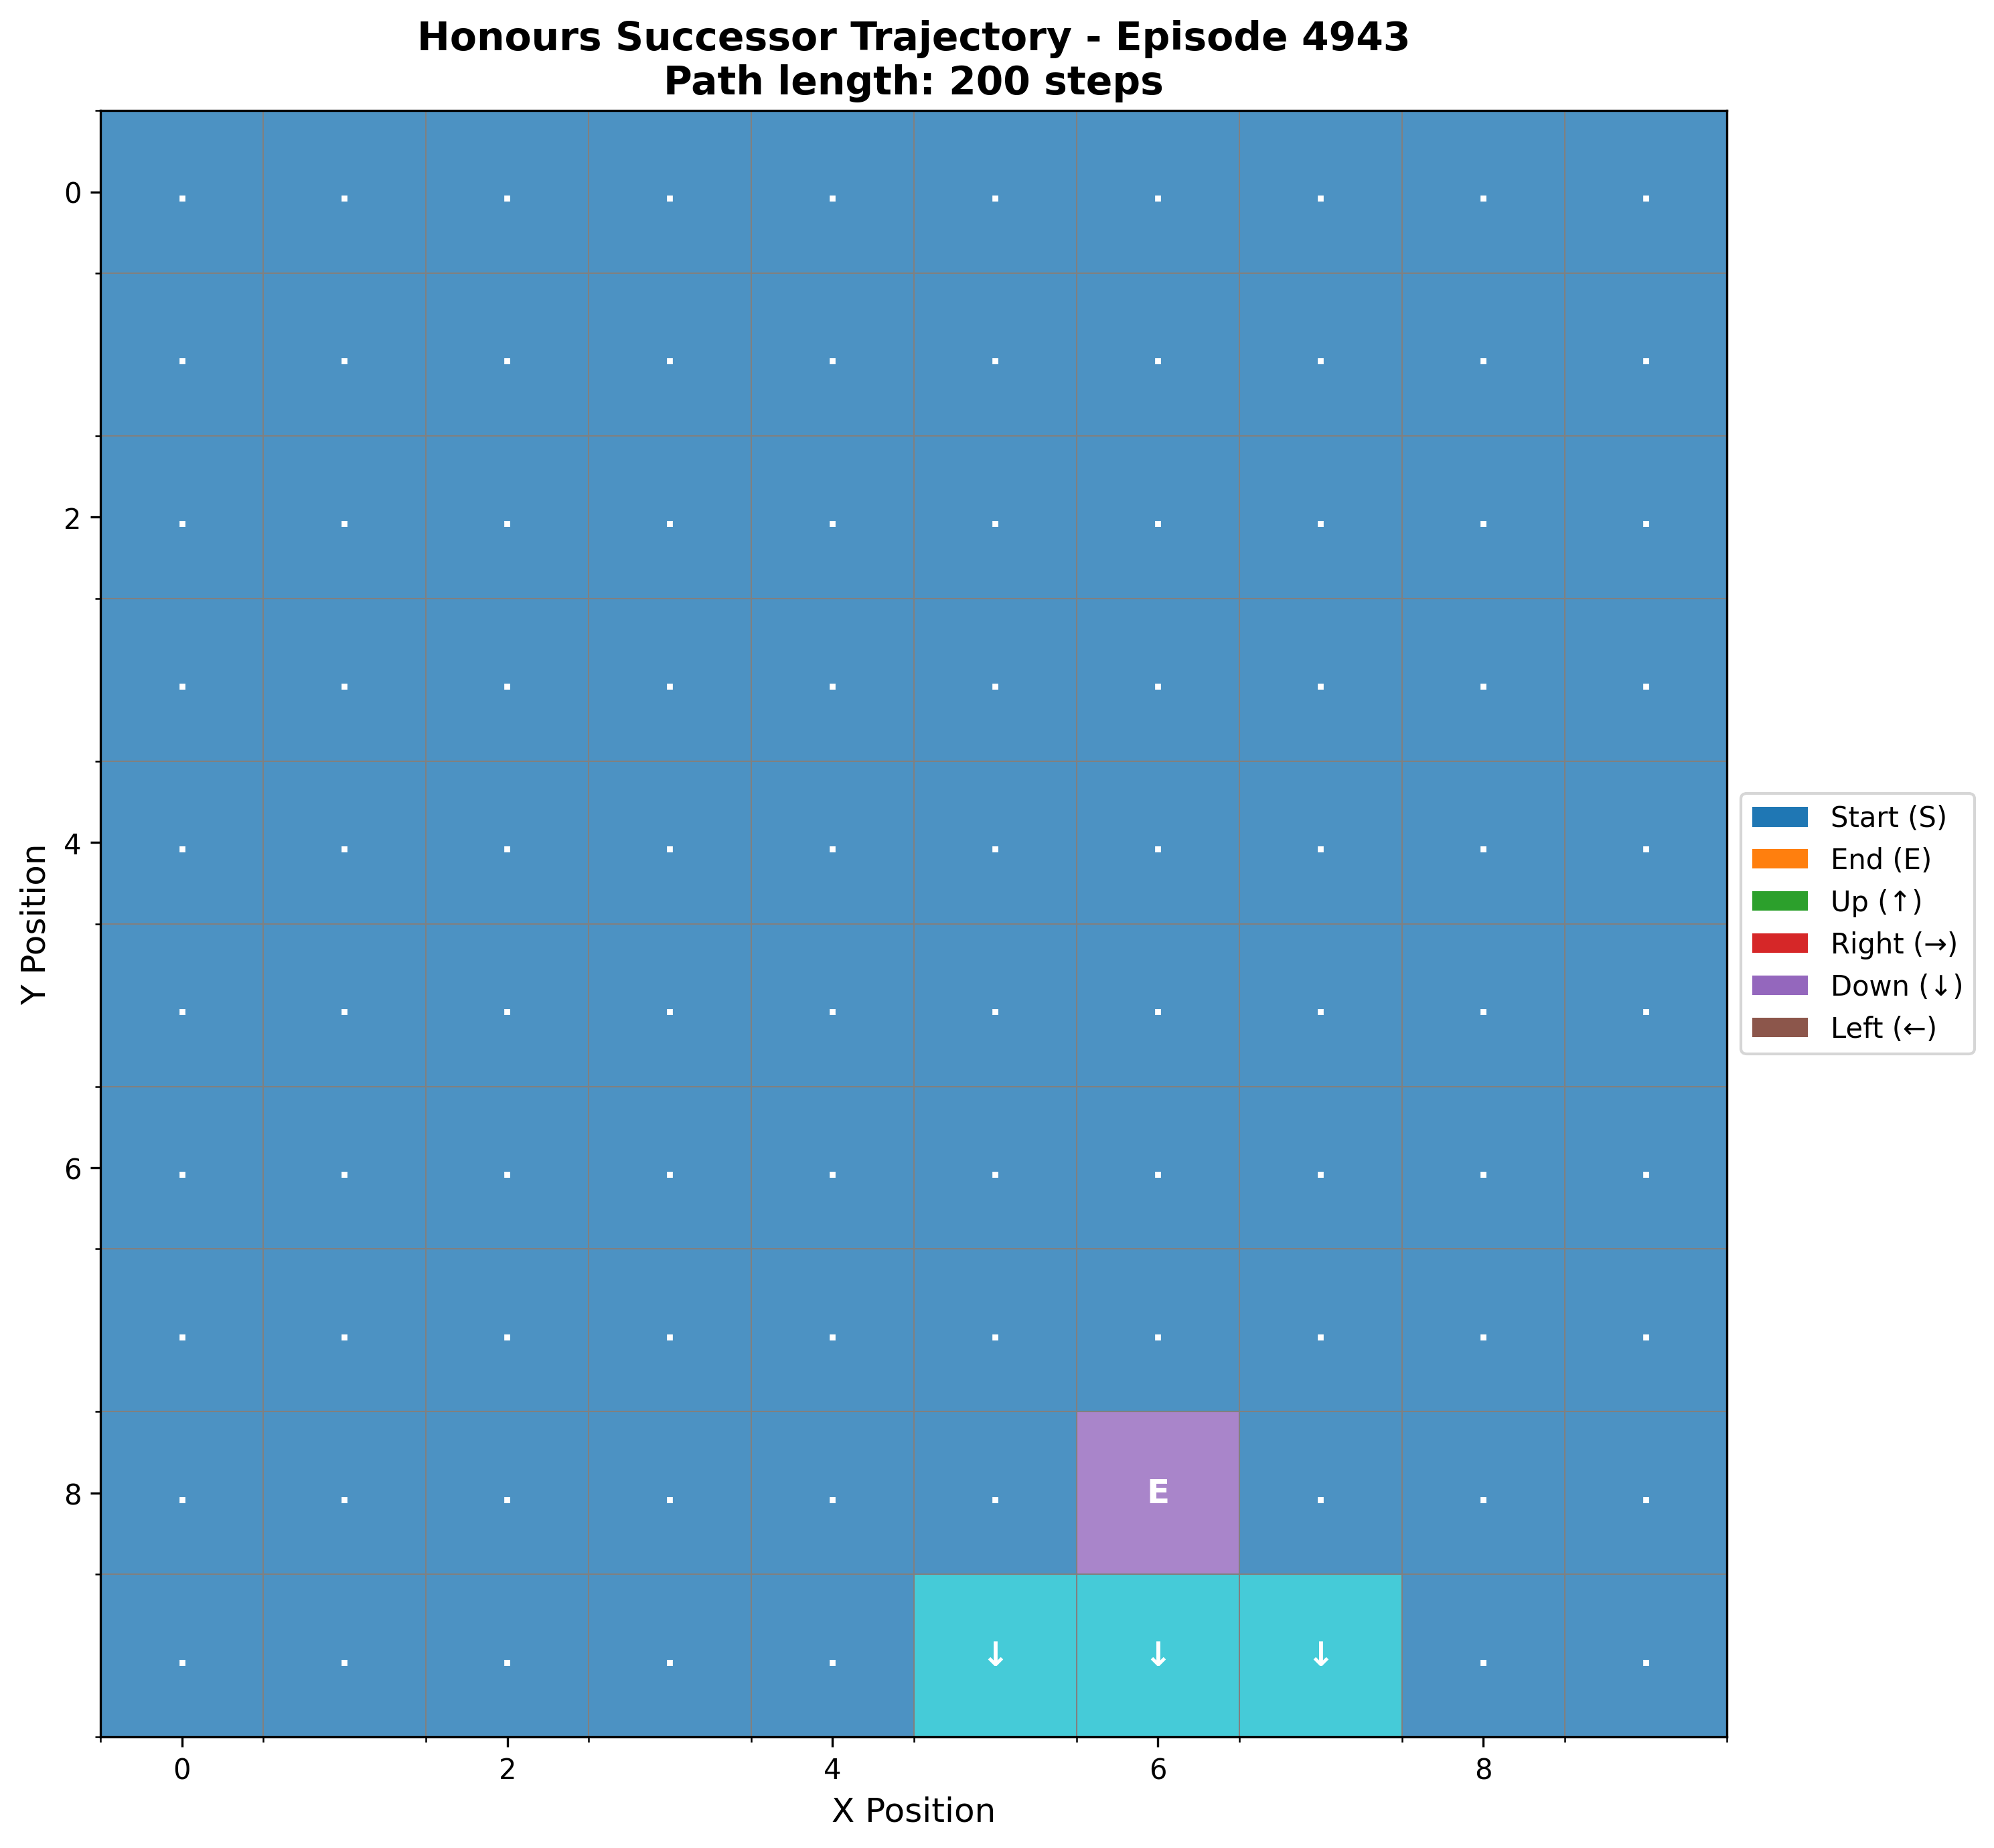 Honours Successor Trajectory - Episode 4943
Path length: 200 steps
0
2
4
Y Position
6
8
E
↓ ↓ ↓
0 2 4 6 8
X Position
Start (S)
End (E)
Up (↑)
Right (→)
Down (↓)
Left (←)